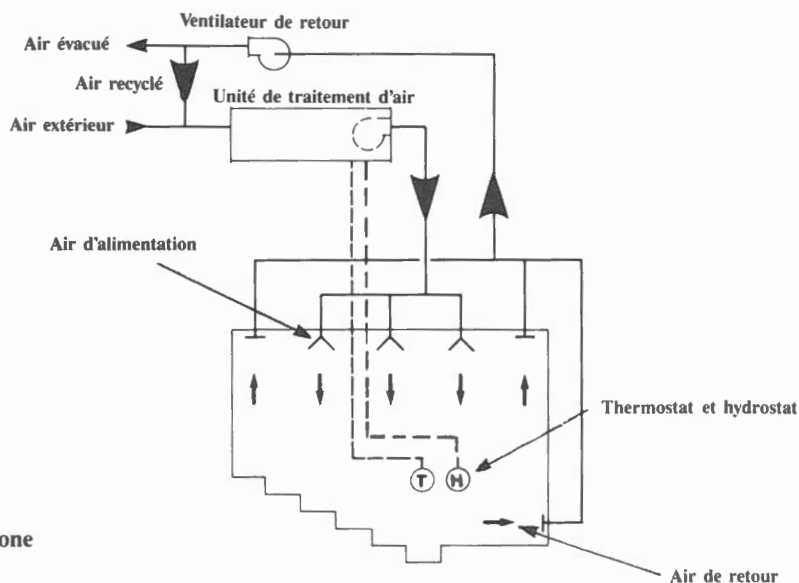 Ventilateur de retour
Air évacué
Air recyclé
Unité de traitement d'air
Air extérieur
Air d'alimentation
Thermostat et hydrostat
T H
one
Air de retour